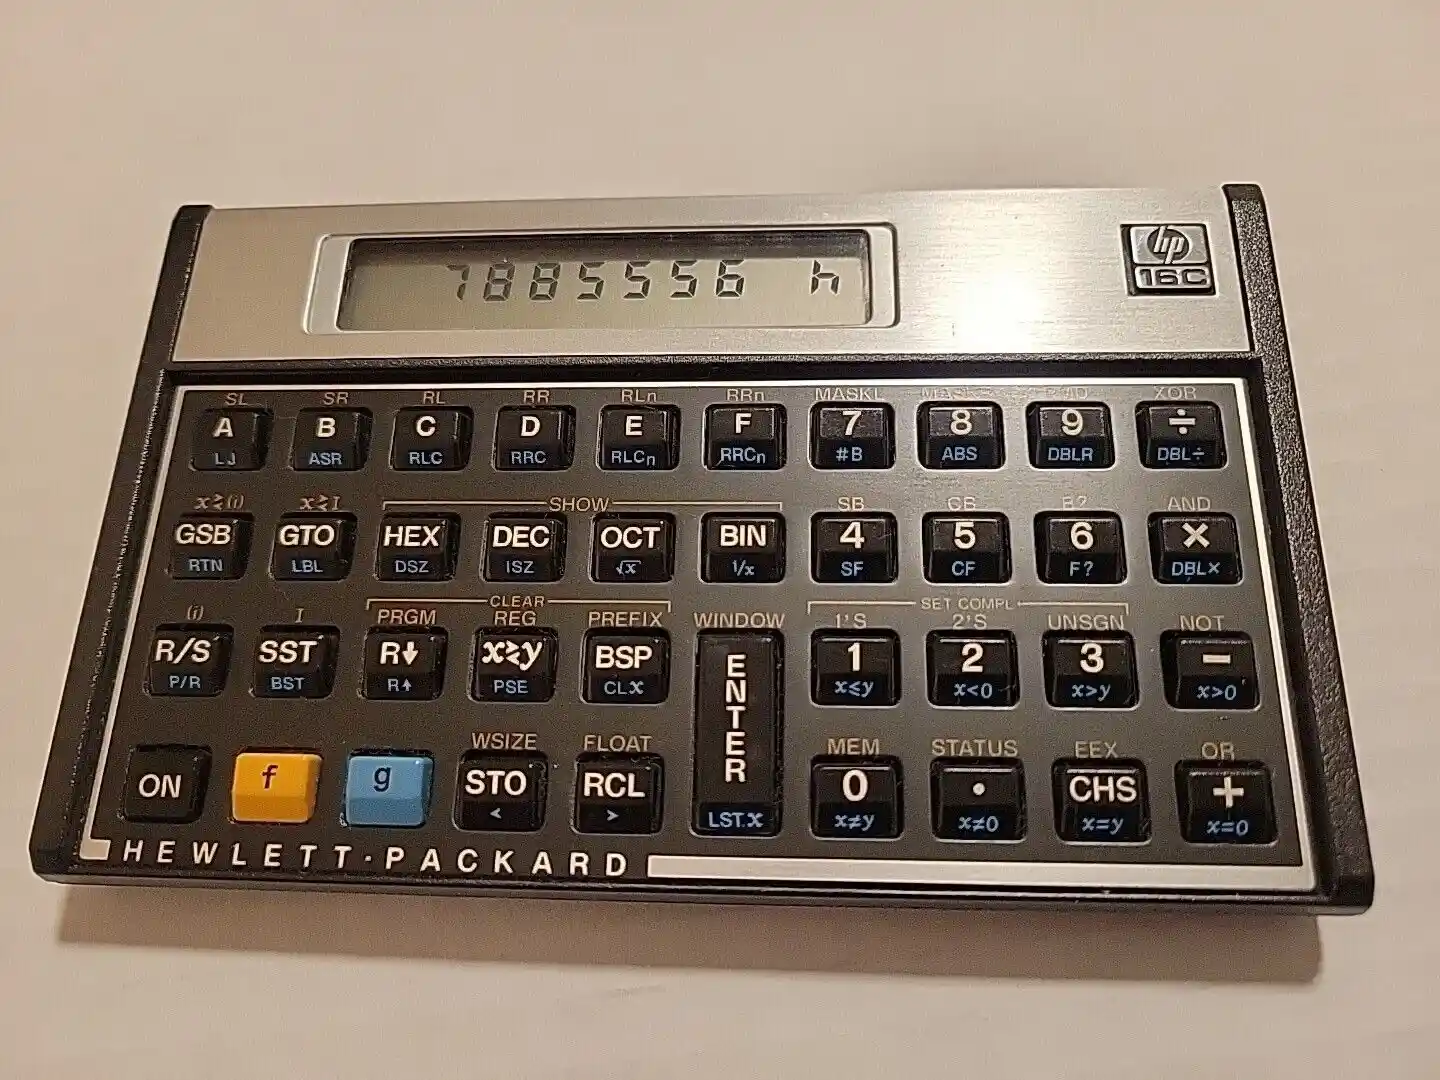 7885556 h
hp
16C
SL SR RL RR RLn RRn MASKL XOR
A B C D E F 7 8 9 ÷
LJ ASR RLC RRC RLCn RRCn #B ABS DBLR DBL÷
x≷(i) x≷I SHOW SB CB B? AND
GSB GTO HEX DEC OCT BIN 4 5 6 ×
RTN LBL DSZ ISZ √x 1/x SF CF F? DBL×
CLEAR SET COMPL
(i) I PRGM REG PREFIX WINDOW 1'S 2'S UNSGN NOT
R/S SST R↓ x≷y BSP ENTER 1 2 3 −
P/R BST R↑ PSE CLx x≤y x<0 x>y x>0
WSIZE FLOAT MEM STATUS EEX OR
ON f g STO RCL 0 . CHS +
< > LST.x x≠y x≠0 x=y x=0
HEWLETT·PACKARD